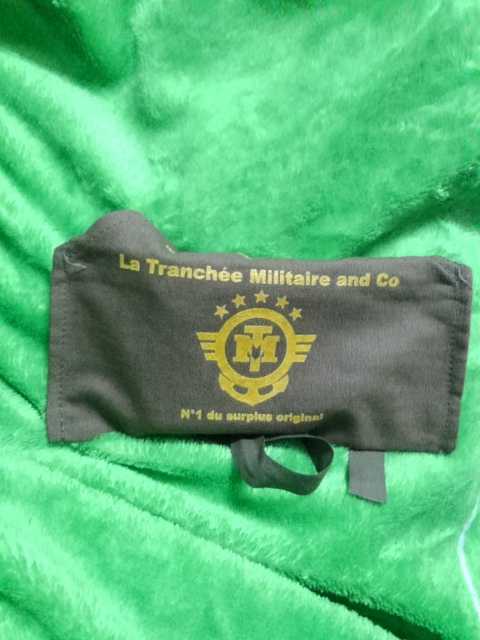 La Tranchée Militaire and Co
TM
N°1 du surplus original